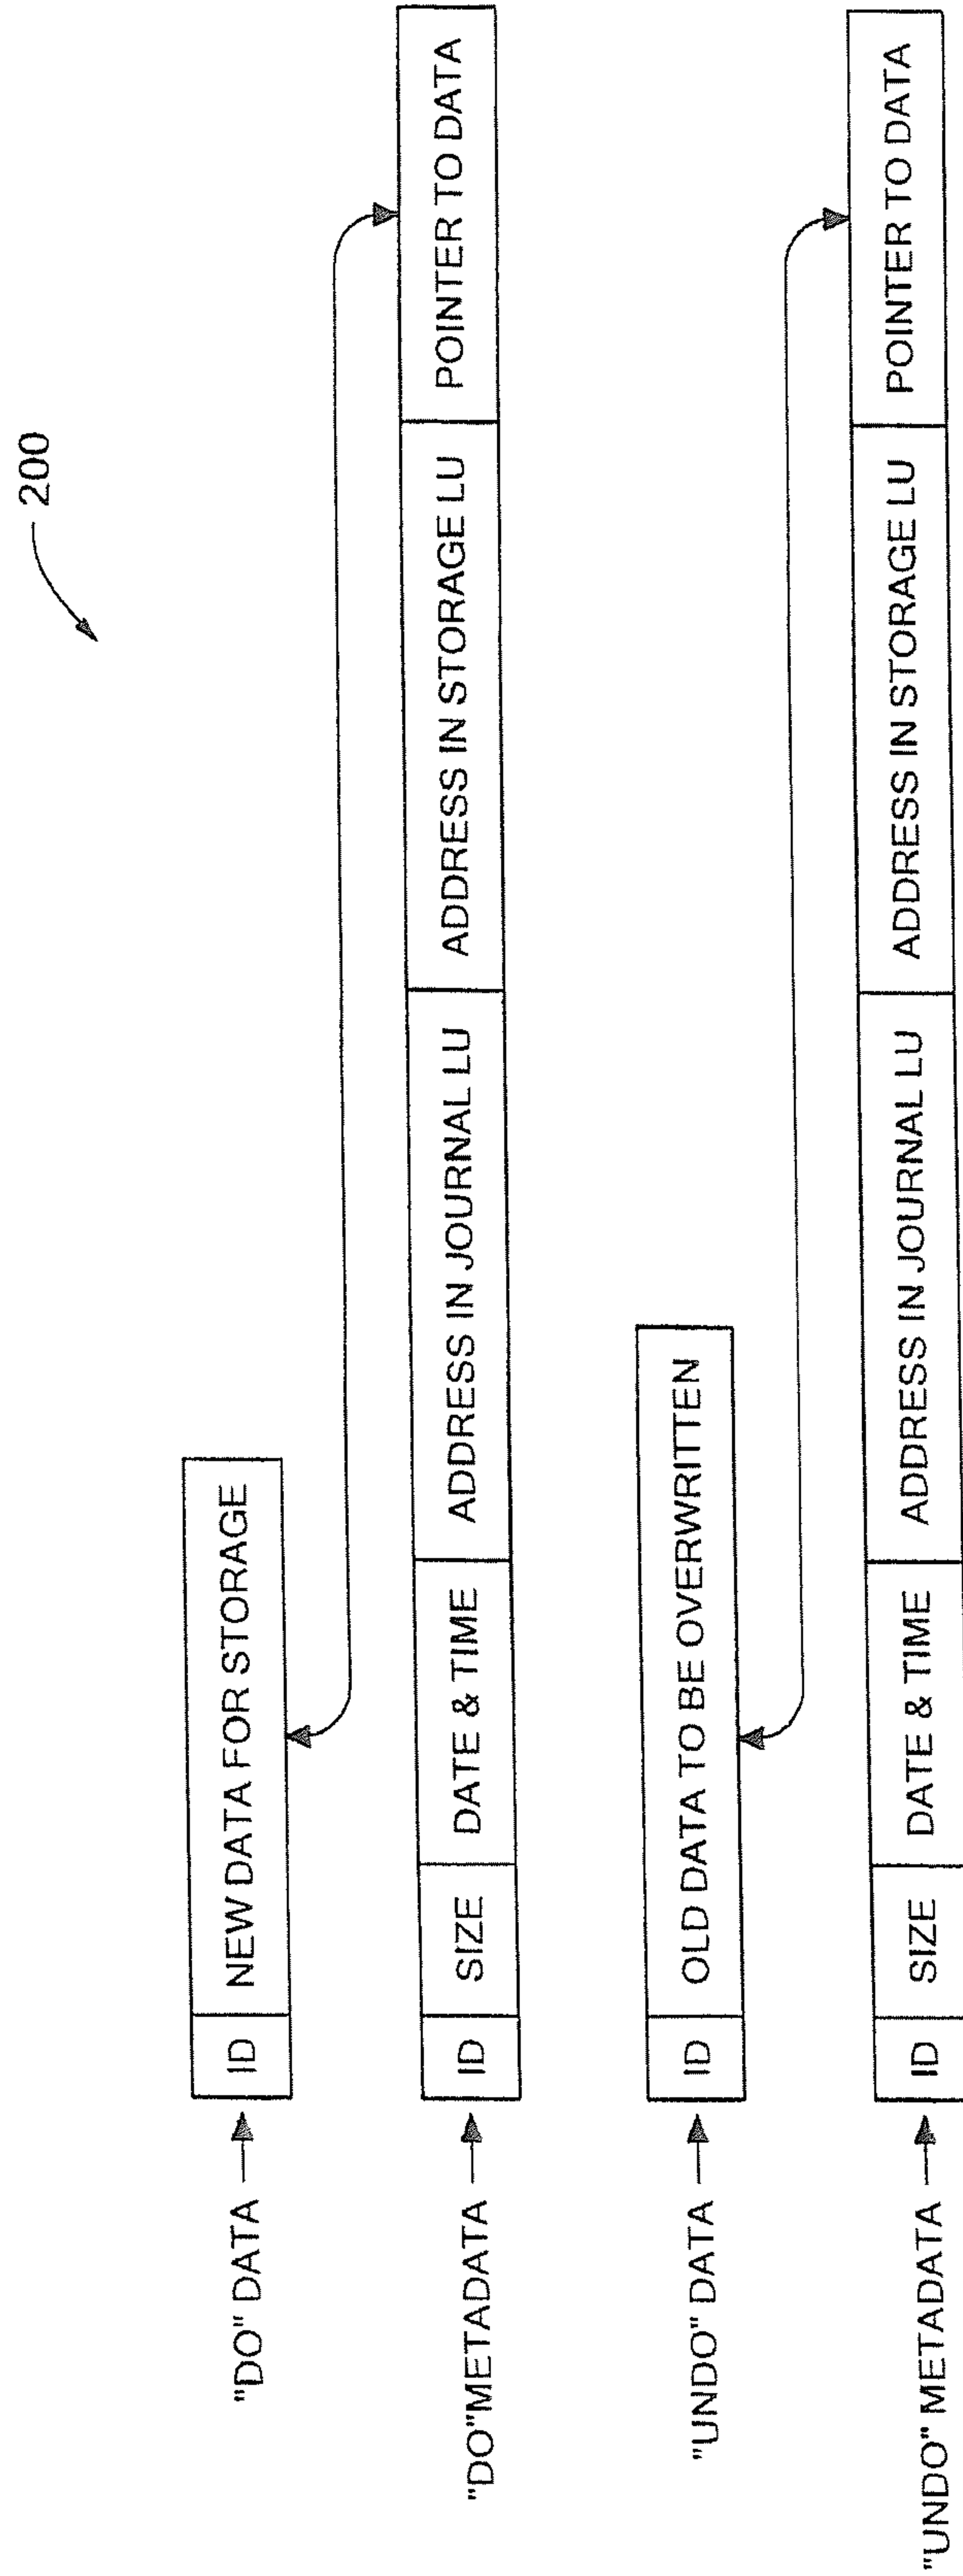 200
"DO" DATA → ID NEW DATA FOR STORAGE
"DO"METADATA → ID SIZE DATE & TIME ADDRESS IN JOURNAL LU ADDRESS IN STORAGE LU POINTER TO DATA
"UNDO" DATA → ID OLD DATA TO BE OVERWRITTEN
"UNDO" METADATA → ID SIZE DATE & TIME ADDRESS IN JOURNAL LU ADDRESS IN STORAGE LU POINTER TO DATA